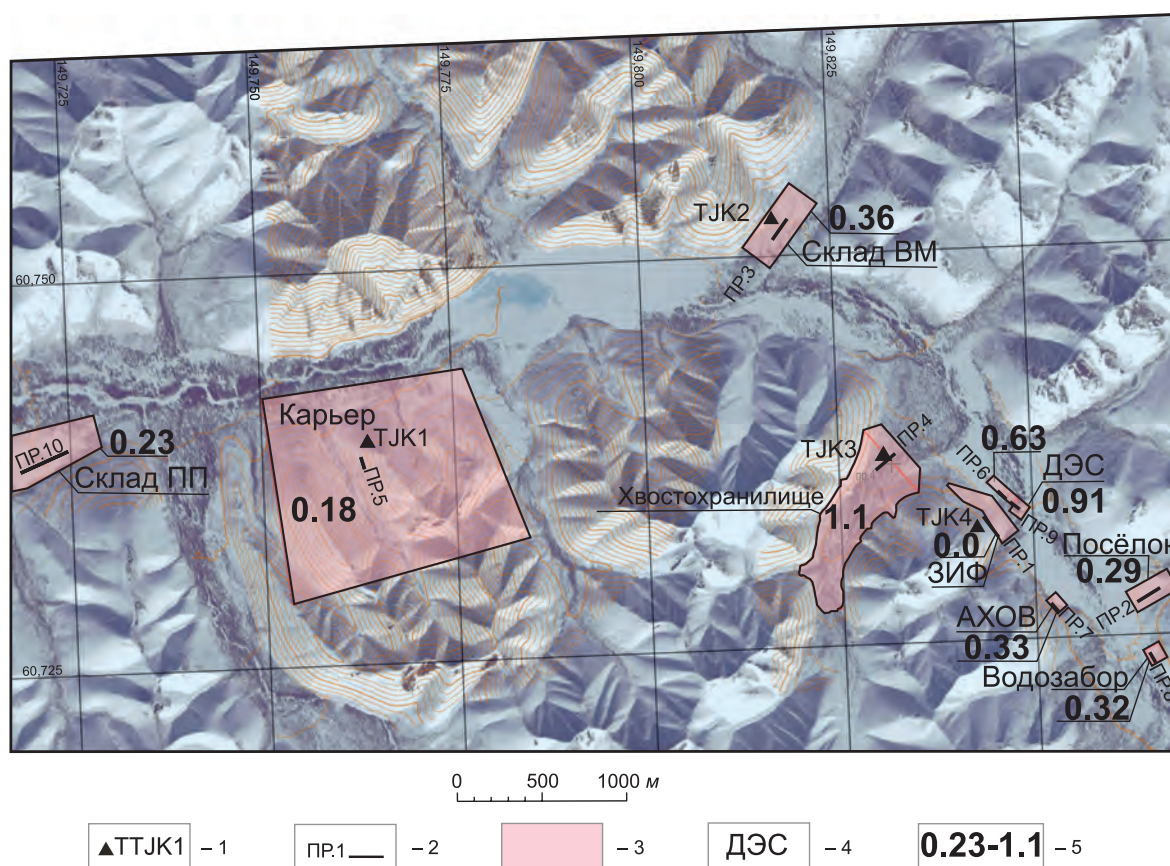 149,725
149,750
149,775
149,800
149,825
TJK2
0.36
Склад ВМ
ПР.3
60,750
Карьер
TJK1
ПР.5
0.18
ПР.10
0.23
Склад ПП
TJK3
ПР.4
пр.4
Хвостохранилище
1.1
0.63
ПР.6
ДЭС
0.91
ПР.9
TJK4
0.0
ЗИФ
ПР.1
Посёлок
0.29
ПР.2
АХОВ
0.33
ПР.7
Водозабор
0.32
60,725
0 500 1000 м
ТTJK1 – 1
ПР.1 – 2
– 3
ДЭС – 4
0.23-1.1 – 5